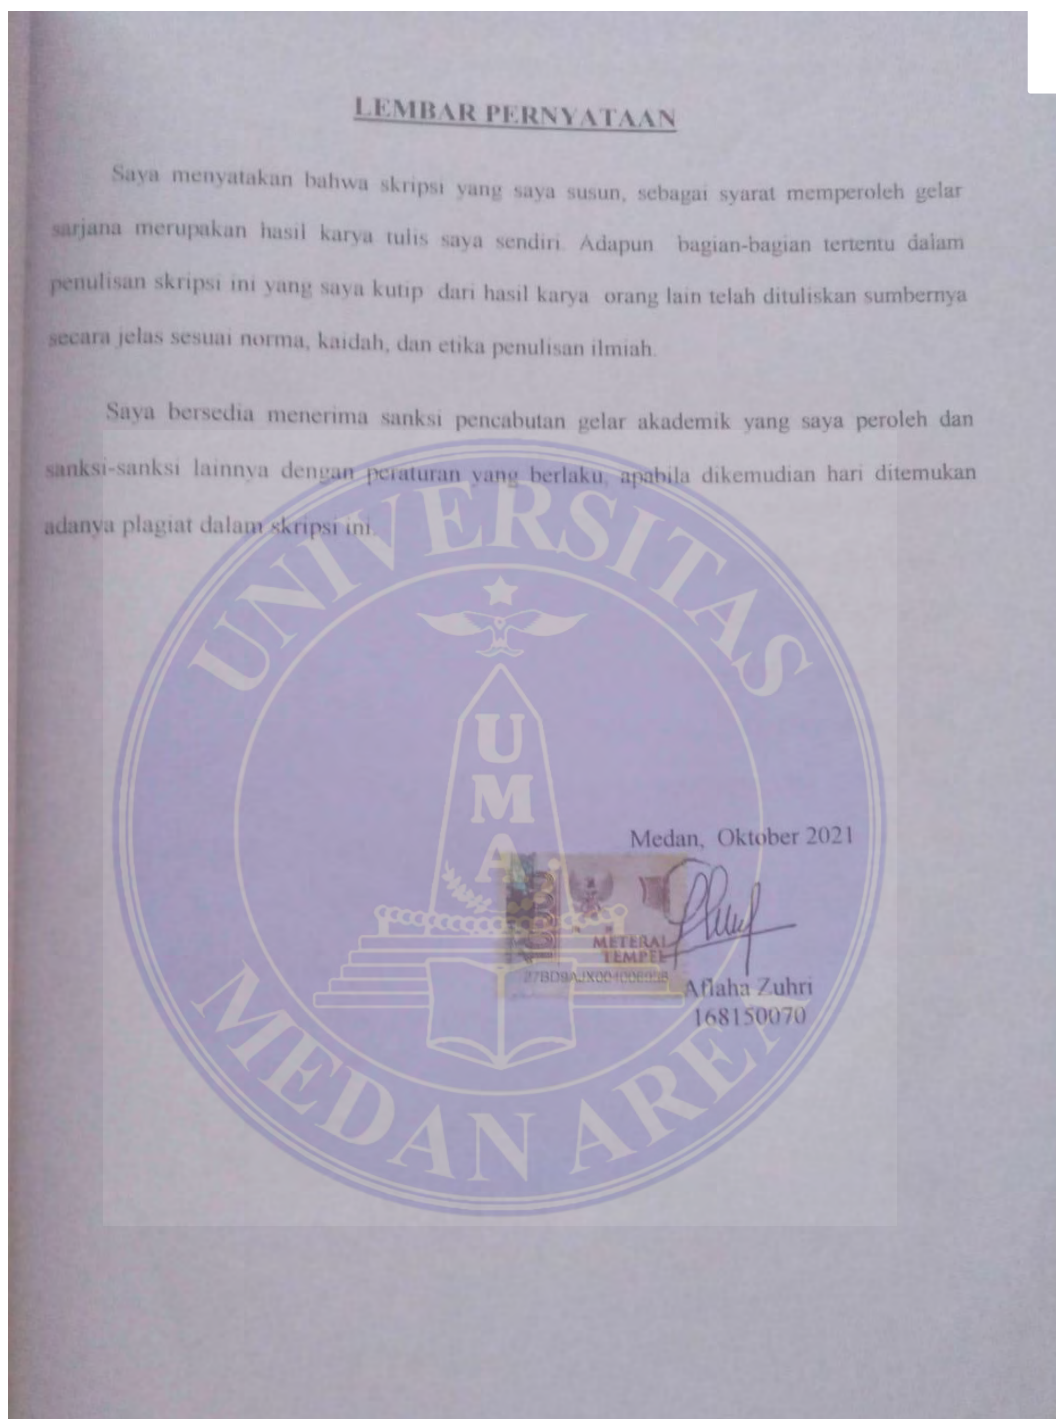 LEMBAR PERNYATAAN
Saya menyatakan bahwa skripsi yang saya susun, sebagai syarat memperoleh gelar
sarjana merupakan hasil karya tulis saya sendiri. Adapun bagian-bagian tertentu dalam
penulisan skripsi ini yang saya kutip dari hasil karya orang lain telah dituliskan sumbernya
secara jelas sesuai norma, kaidah, dan etika penulisan ilmiah.
Saya bersedia menerima sanksi pencabutan gelar akademik yang saya peroleh dan
sanksi-sanksi lainnya dengan peraturan yang berlaku, apabila dikemudian hari ditemukan
adanya plagiat dalam skripsi ini.
UNIVERSITAS
UMA
Medan, Oktober 2021
10000
METERAI
TEMPEL
Aflaha Zuhri
168150070
MEDAN AREA